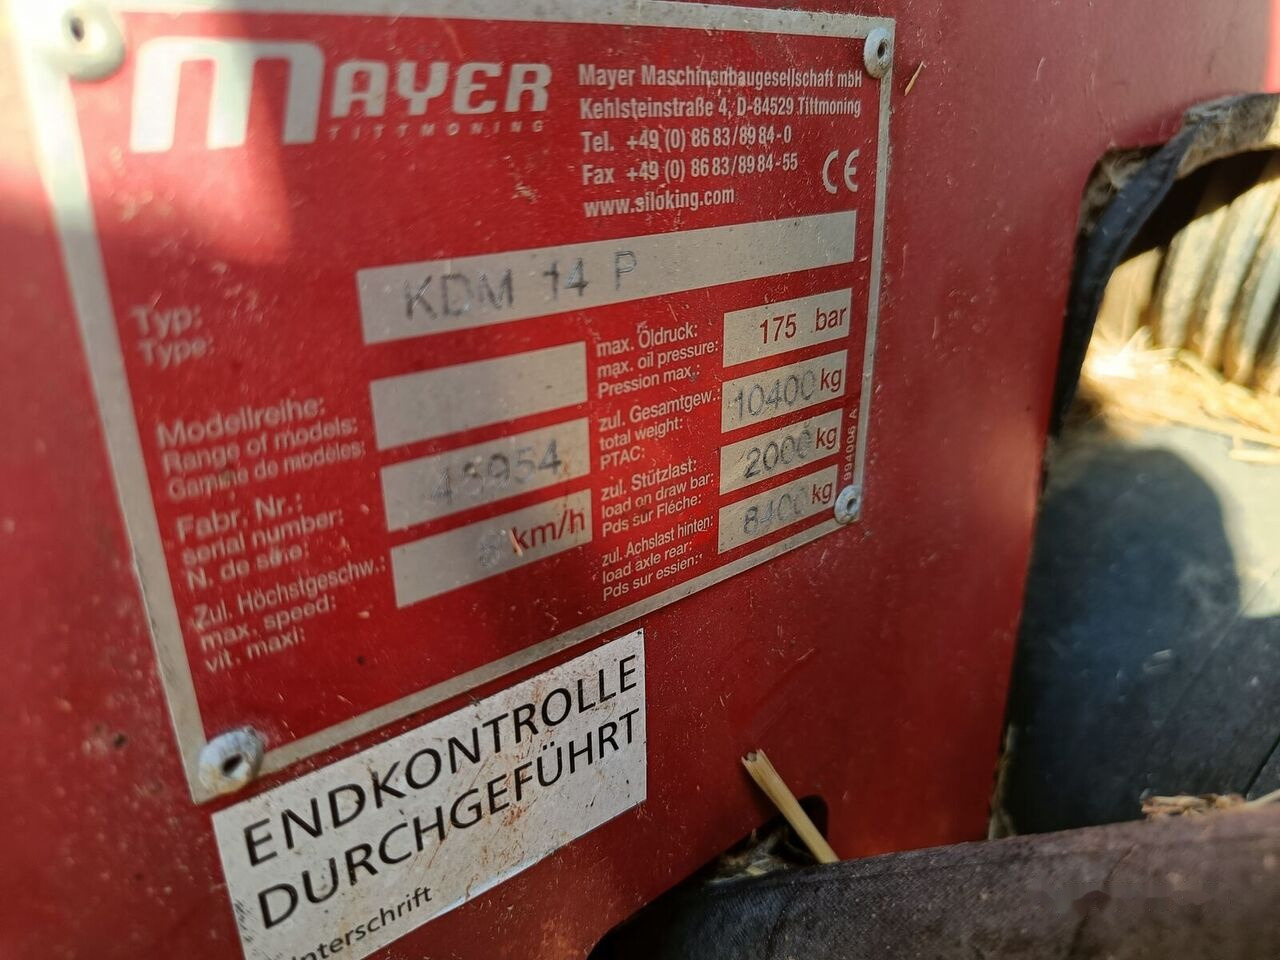 MAYER
TITTMONING
Mayer Maschinenbaugesellschaft mbH
Kehlsteinstraße 4, D-84529 Tittmoning
Tel. +49 (0) 86 83/89 84-0
Fax +49 (0) 86 83/89 84-55
www.siloking.com
CE
Typ:
Type:
KDM 14 P
Modellreihe:
Range of models:
Gamme de modèles:
Fabr. Nr.:
serial number:
N. de série:
45954
Zul. Höchstgeschw.:
max. speed:
vit. maxi:
km/h
max. Öldruck:
max. oil pressure:
Pression max.:
175 bar
zul. Gesamtgew.:
total weight:
PTAC:
10400 kg
zul. Stützlast:
load on draw bar:
Pds sur Flèche:
2000 kg
zul. Achslast hinten:
load axle rear:
Pds sur essien:
8400 kg
994006 A
ENDKONTROLLE
DURCHGEFÜHRT
Unterschrift